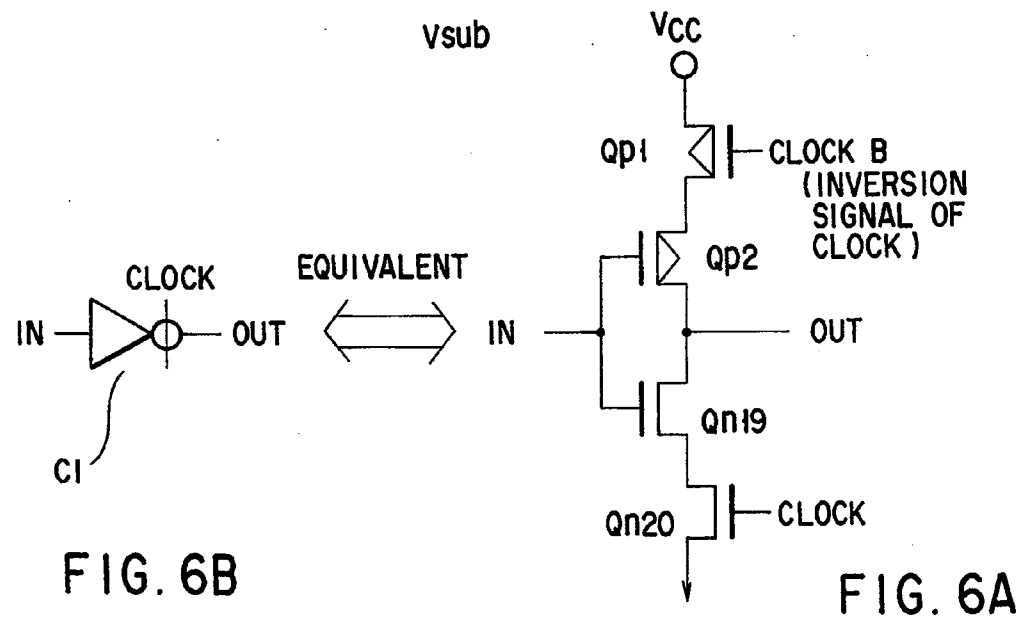 Vsub
VCC
Qp1
CLOCK B
(INVERSION
SIGNAL OF
CLOCK)
Qp2
CLOCK
EQUIVALENT
IN
OUT
IN
OUT
C1
Qn19
Qn20
CLOCK
FIG. 6B
FIG. 6A